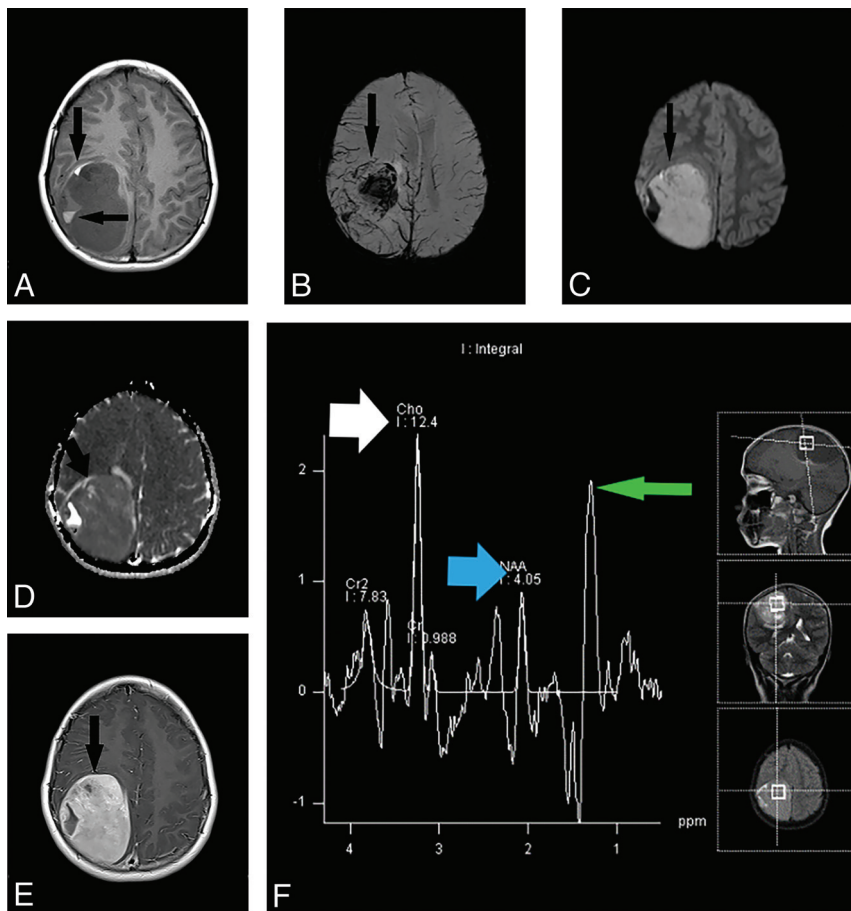 A
B
C
D
E
F
I : Integral
Cho
I : 12.4
NAA
I : 4.05
Cr2
I : 7.83
Cr
I : 0.988
2
1
0
-1
ppm
4
3
2
1